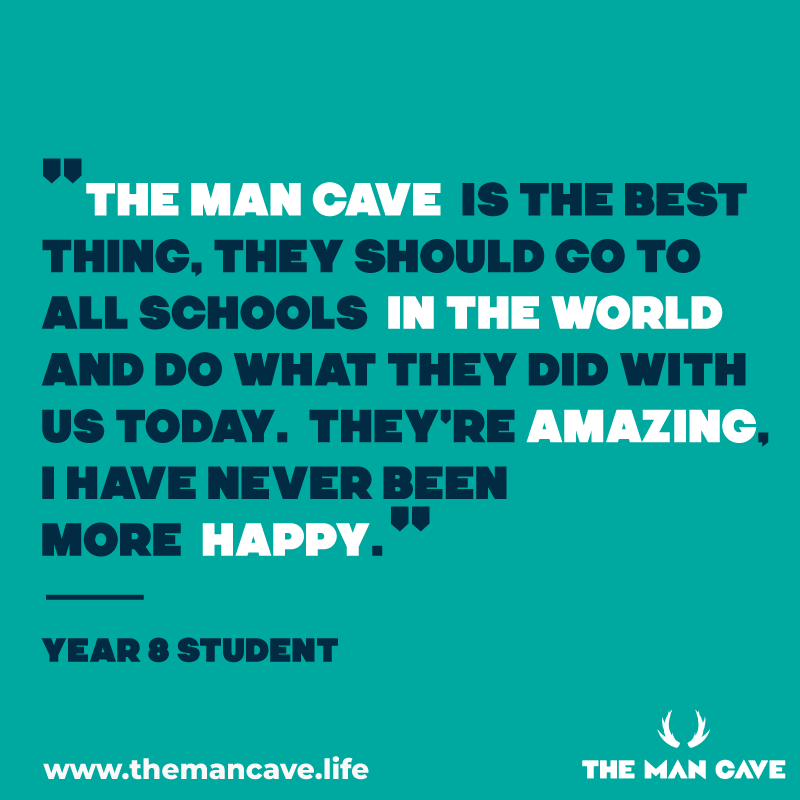 "THE MAN CAVE IS THE BEST
THING, THEY SHOULD GO TO
ALL SCHOOLS IN THE WORLD
AND DO WHAT THEY DID WITH
US TODAY. THEY'RE AMAZING,
I HAVE NEVER BEEN
MORE HAPPY."
YEAR 8 STUDENT
www.themancave.life
THE MAN CAVE